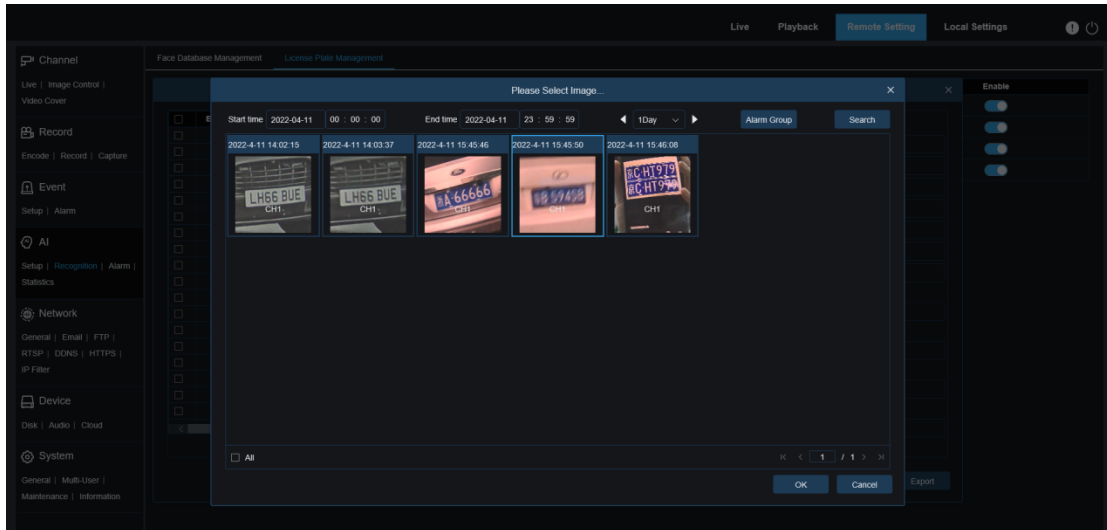 Live Playback Remote Setting Local Settings
Channel
Live | Image Control |
Video Cover
Record
Encode | Record | Capture
Event
Setup | Alarm
AI
Setup | Recognition | Alarm |
Statistics
Network
General | Email | FTP |
RTSP | DDNS | HTTPS |
IP Filter
Device
Disk | Audio | Cloud
System
General | Multi-User |
Maintenance | Information
Face Database Management License Plate Management
Enable
Please Select Image...
Start time 2022-04-11 00 : 00 : 00 End time 2022-04-11 23 : 59 : 59 1Day Alarm Group Search
2022-4-11 14:02:15 2022-4-11 14:03:37 2022-4-11 15:45:46 2022-4-11 15:45:50 2022-4-11 15:46:08
LH66 BUE LH66 BUE A 66666 59458 C·HT979
C·HT979
CH1 CH1 CH1 CH1 CH1
All
1 / 1
OK Cancel
Export